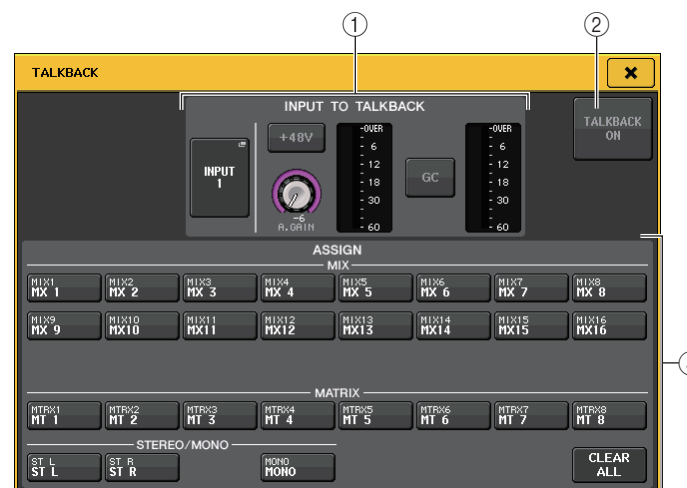 ① ②
TALKBACK ×
INPUT TO TALKBACK
TALKBACK
ON
INPUT
1
+48V
-6
A.GAIN
-OVER
6
12
18
30
60
GC
-OVER
6
12
18
30
60
ASSIGN
MIX
MIX1 MIX2 MIX3 MIX4 MIX5 MIX6 MIX7 MIX8
MX 1 MX 2 MX 3 MX 4 MX 5 MX 6 MX 7 MX 8
MIX9 MIX10 MIX11 MIX12 MIX13 MIX14 MIX15 MIX16
MX 9 MX10 MX11 MX12 MX13 MX14 MX15 MX16
MATRIX
MTRX1 MTRX2 MTRX3 MTRX4 MTRX5 MTRX6 MTRX7 MTRX8
MT 1 MT 2 MT 3 MT 4 MT 5 MT 6 MT 7 MT 8
STEREO/MONO
ST L ST R MONO
ST L ST R MONO
CLEAR
ALL